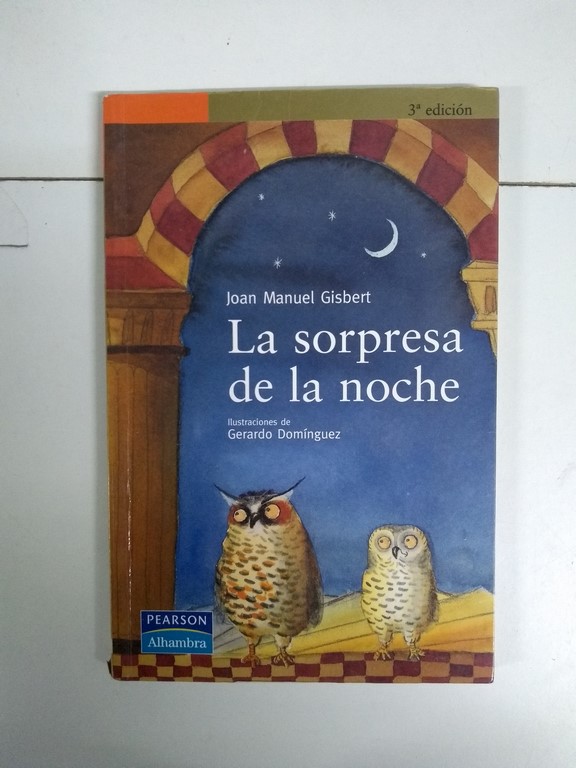 3ª edición
Joan Manuel Gisbert
La sorpresa
de la noche
Ilustraciones de
Gerardo Domínguez
PEARSON
Alhambra